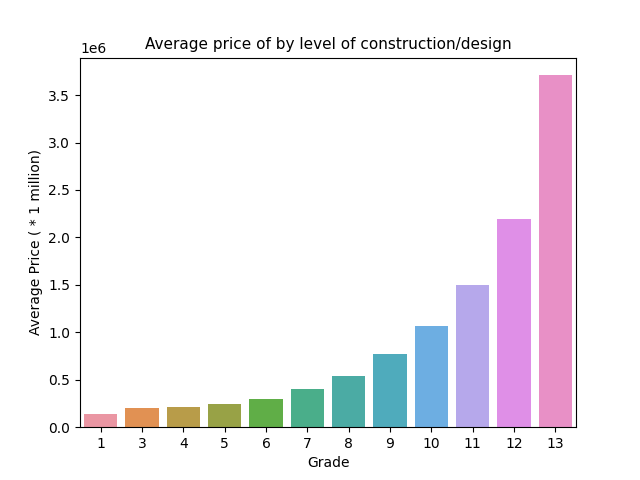 Average price of by level of construction/design
1e6
3.5
3.0
2.5
2.0
1.5
1.0
0.5
0.0
Average Price ( * 1 million)
1 3 4 5 6 7 8 9 10 11 12 13
Grade